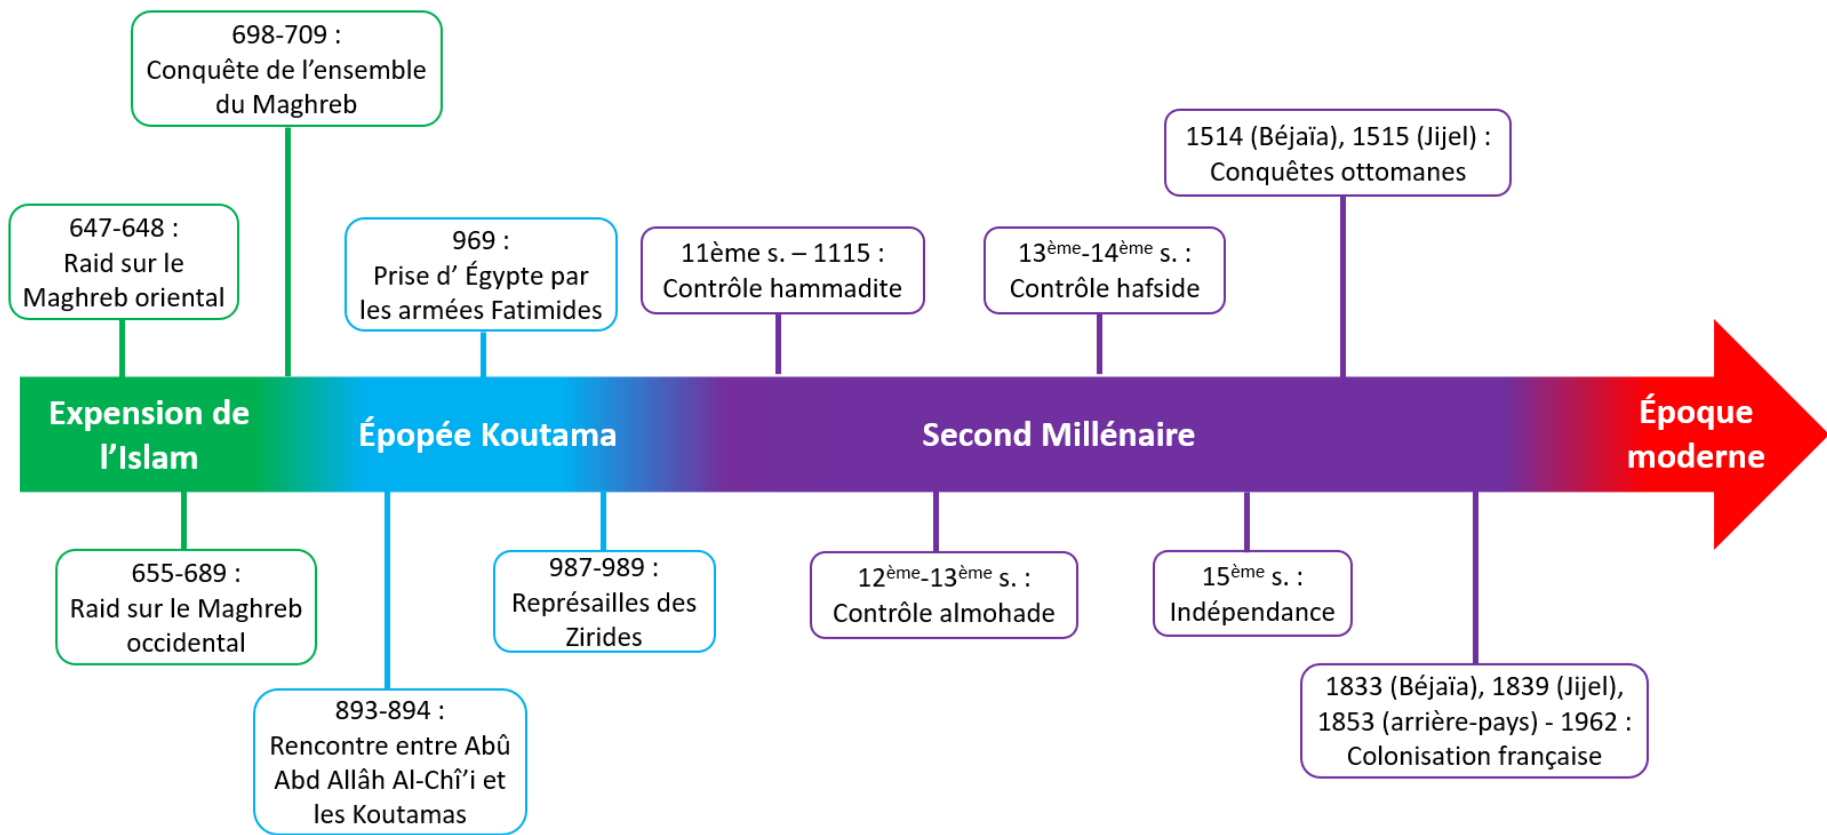 698-709 :
Conquête de l’ensemble
du Maghreb
647-648 :
Raid sur le
Maghreb oriental
969 :
Prise d’ Égypte par
les armées Fatimides
11ème s. – 1115 :
Contrôle hammadite
13ème-14ème s. :
Contrôle hafside
1514 (Béjaïa), 1515 (Jijel) :
Conquêtes ottomanes
Expension de
l’Islam
Épopée Koutama
Second Millénaire
Époque
moderne
655-689 :
Raid sur le Maghreb
occidental
893-894 :
Rencontre entre Abû
Abd Allâh Al-Chî’i et
les Koutamas
987-989 :
Représailles des
Zirides
12ème-13ème s. :
Contrôle almohade
15ème s. :
Indépendance
1833 (Béjaïa), 1839 (Jijel),
1853 (arrière-pays) - 1962 :
Colonisation française